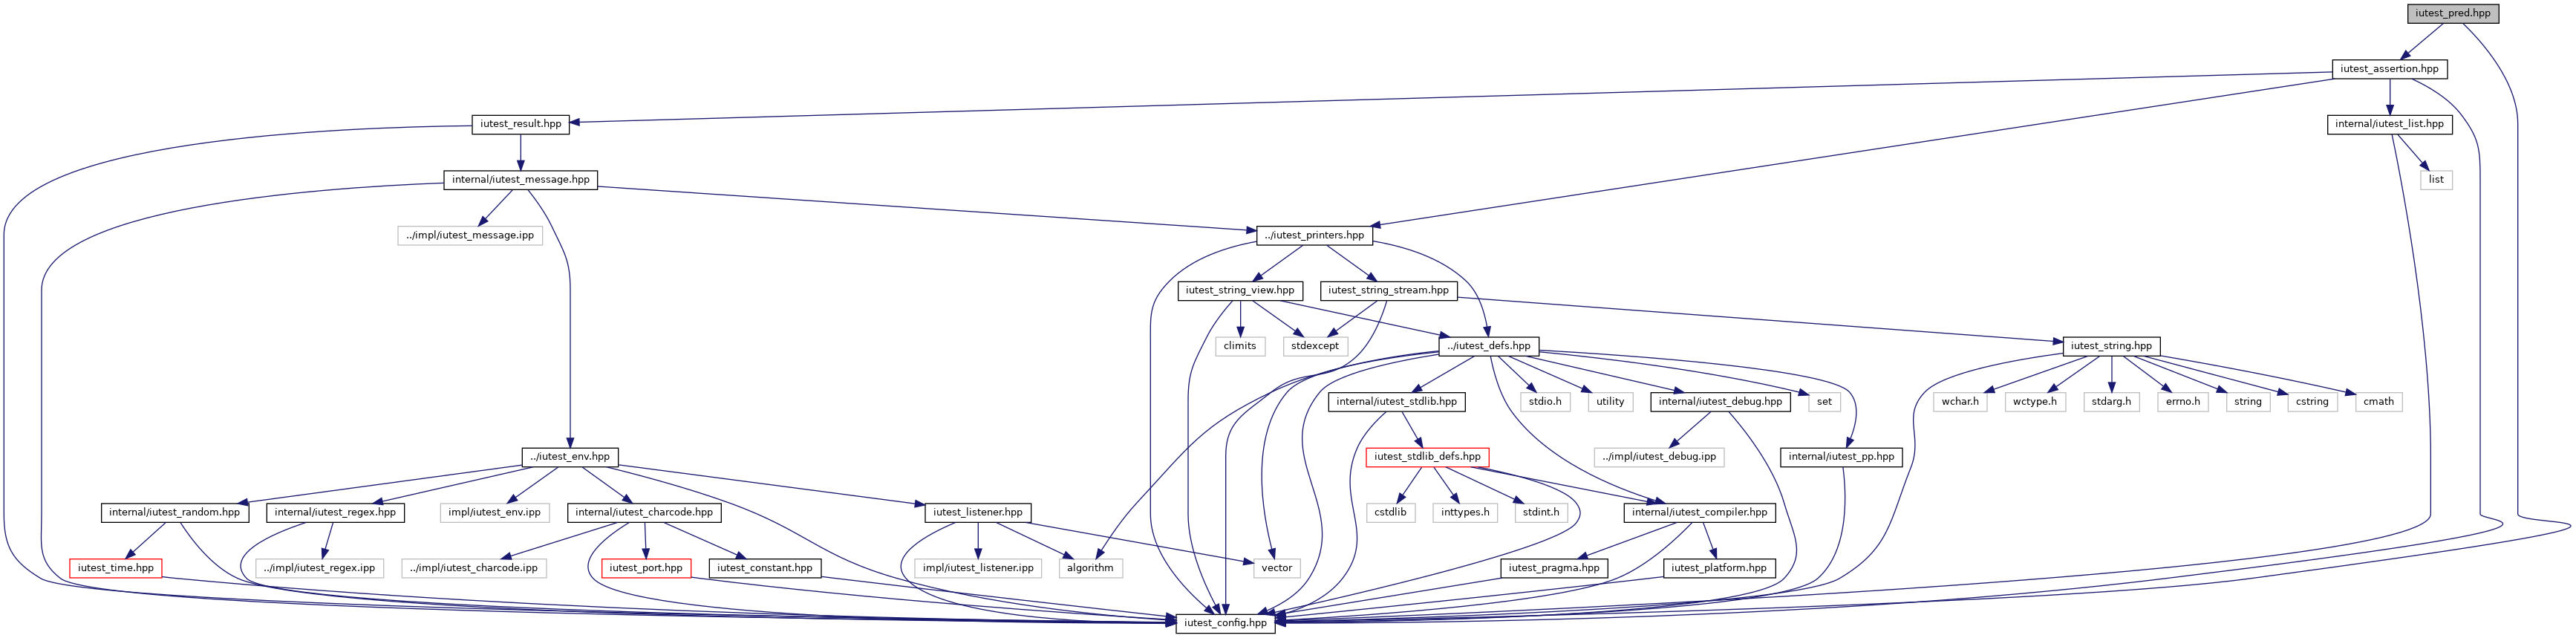 iutest_pred.hpp
iutest_assertion.hpp
iutest_result.hpp
internal/iutest_list.hpp
internal/iutest_message.hpp
list
../impl/iutest_message.ipp
../iutest_printers.hpp
iutest_string_view.hpp
iutest_string_stream.hpp
climits
stdexcept
../iutest_defs.hpp
iutest_string.hpp
internal/iutest_stdlib.hpp
stdio.h
utility
internal/iutest_debug.hpp
set
wchar.h
wctype.h
stdarg.h
errno.h
string
cstring
cmath
../iutest_env.hpp
iutest_stdlib_defs.hpp
../impl/iutest_debug.ipp
internal/iutest_pp.hpp
internal/iutest_random.hpp
internal/iutest_regex.hpp
impl/iutest_env.ipp
internal/iutest_charcode.hpp
iutest_listener.hpp
cstdlib
inttypes.h
stdint.h
internal/iutest_compiler.hpp
iutest_time.hpp
../impl/iutest_regex.ipp
../impl/iutest_charcode.ipp
iutest_port.hpp
iutest_constant.hpp
impl/iutest_listener.ipp
algorithm
vector
iutest_pragma.hpp
iutest_platform.hpp
iutest_config.hpp